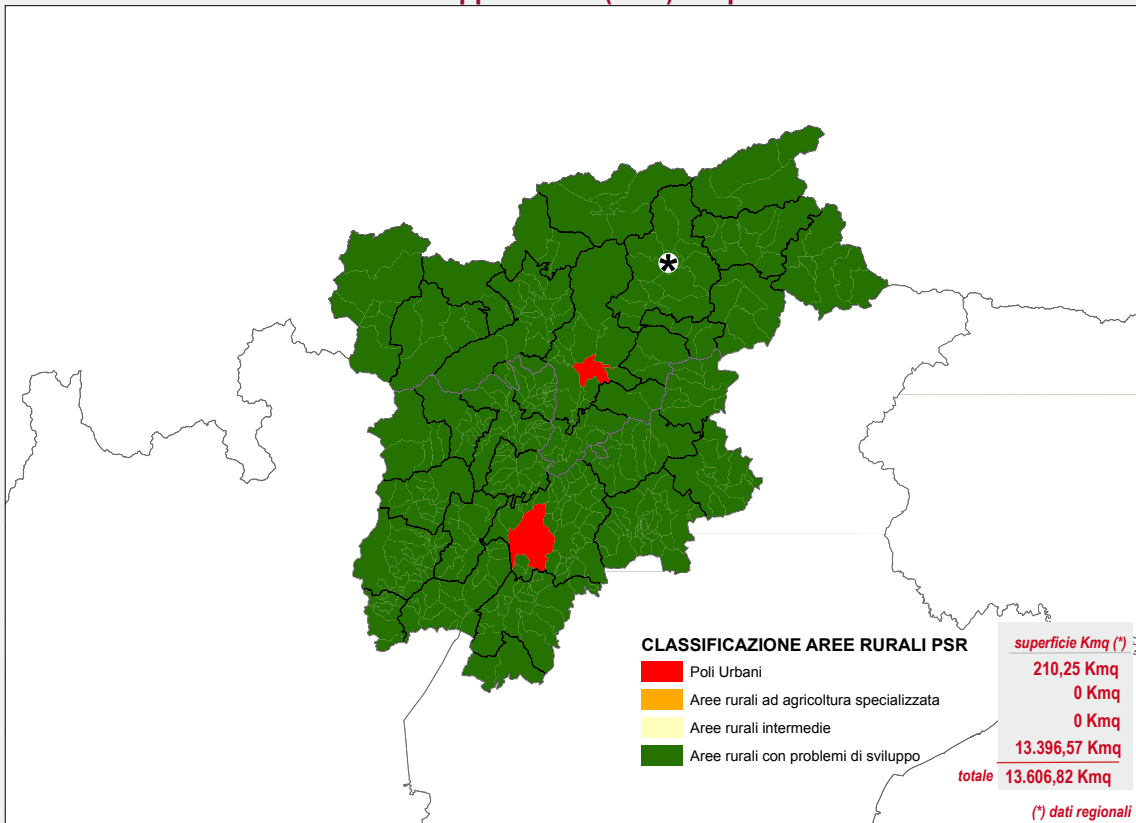 CLASSIFICAZIONE AREE RURALI PSR
superficie Kmq (*)
Poli Urbani
210,25 Kmq
Aree rurali ad agricoltura specializzata
0 Kmq
Aree rurali intermedie
0 Kmq
Aree rurali con problemi di sviluppo
13.396,57 Kmq
totale 13.606,82 Kmq
(*) dati regionali